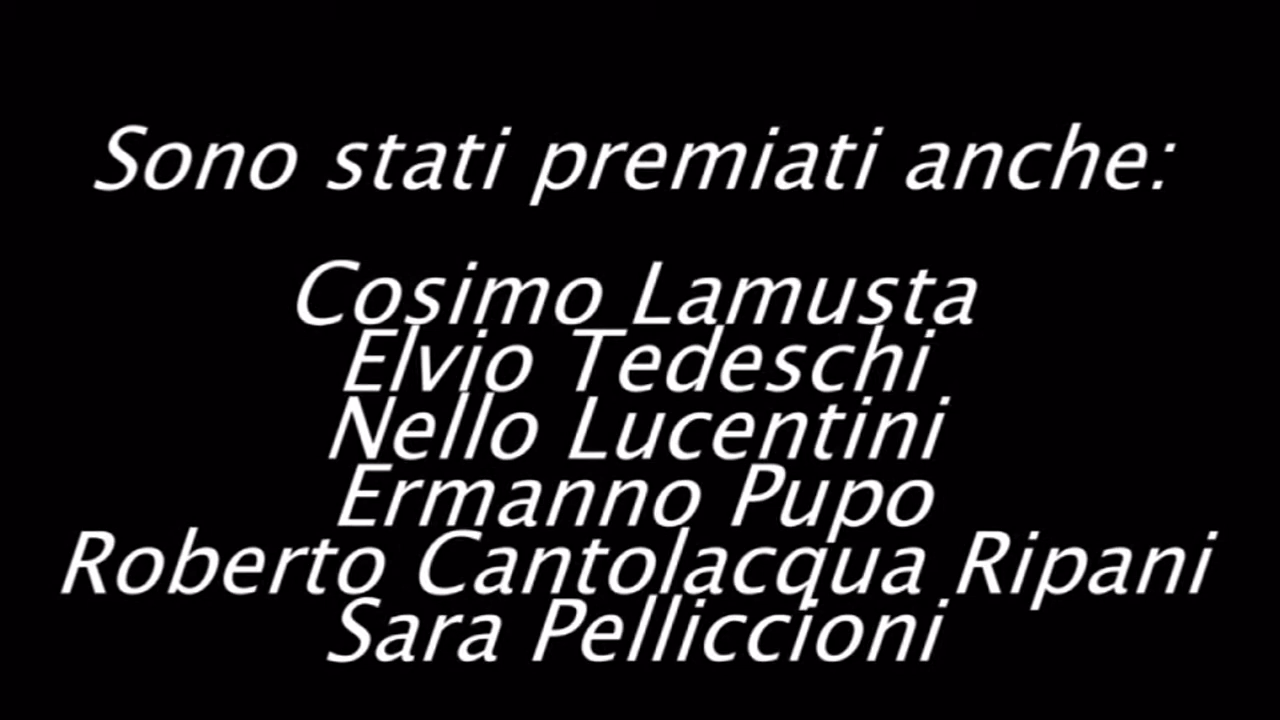 Sono stati premiati anche:
Cosimo Lamusta
Elvio Tedeschi
Nello Lucentini
Ermanno Pupo
Roberto Cantolacqua Ripani
Sara Pelliccioni